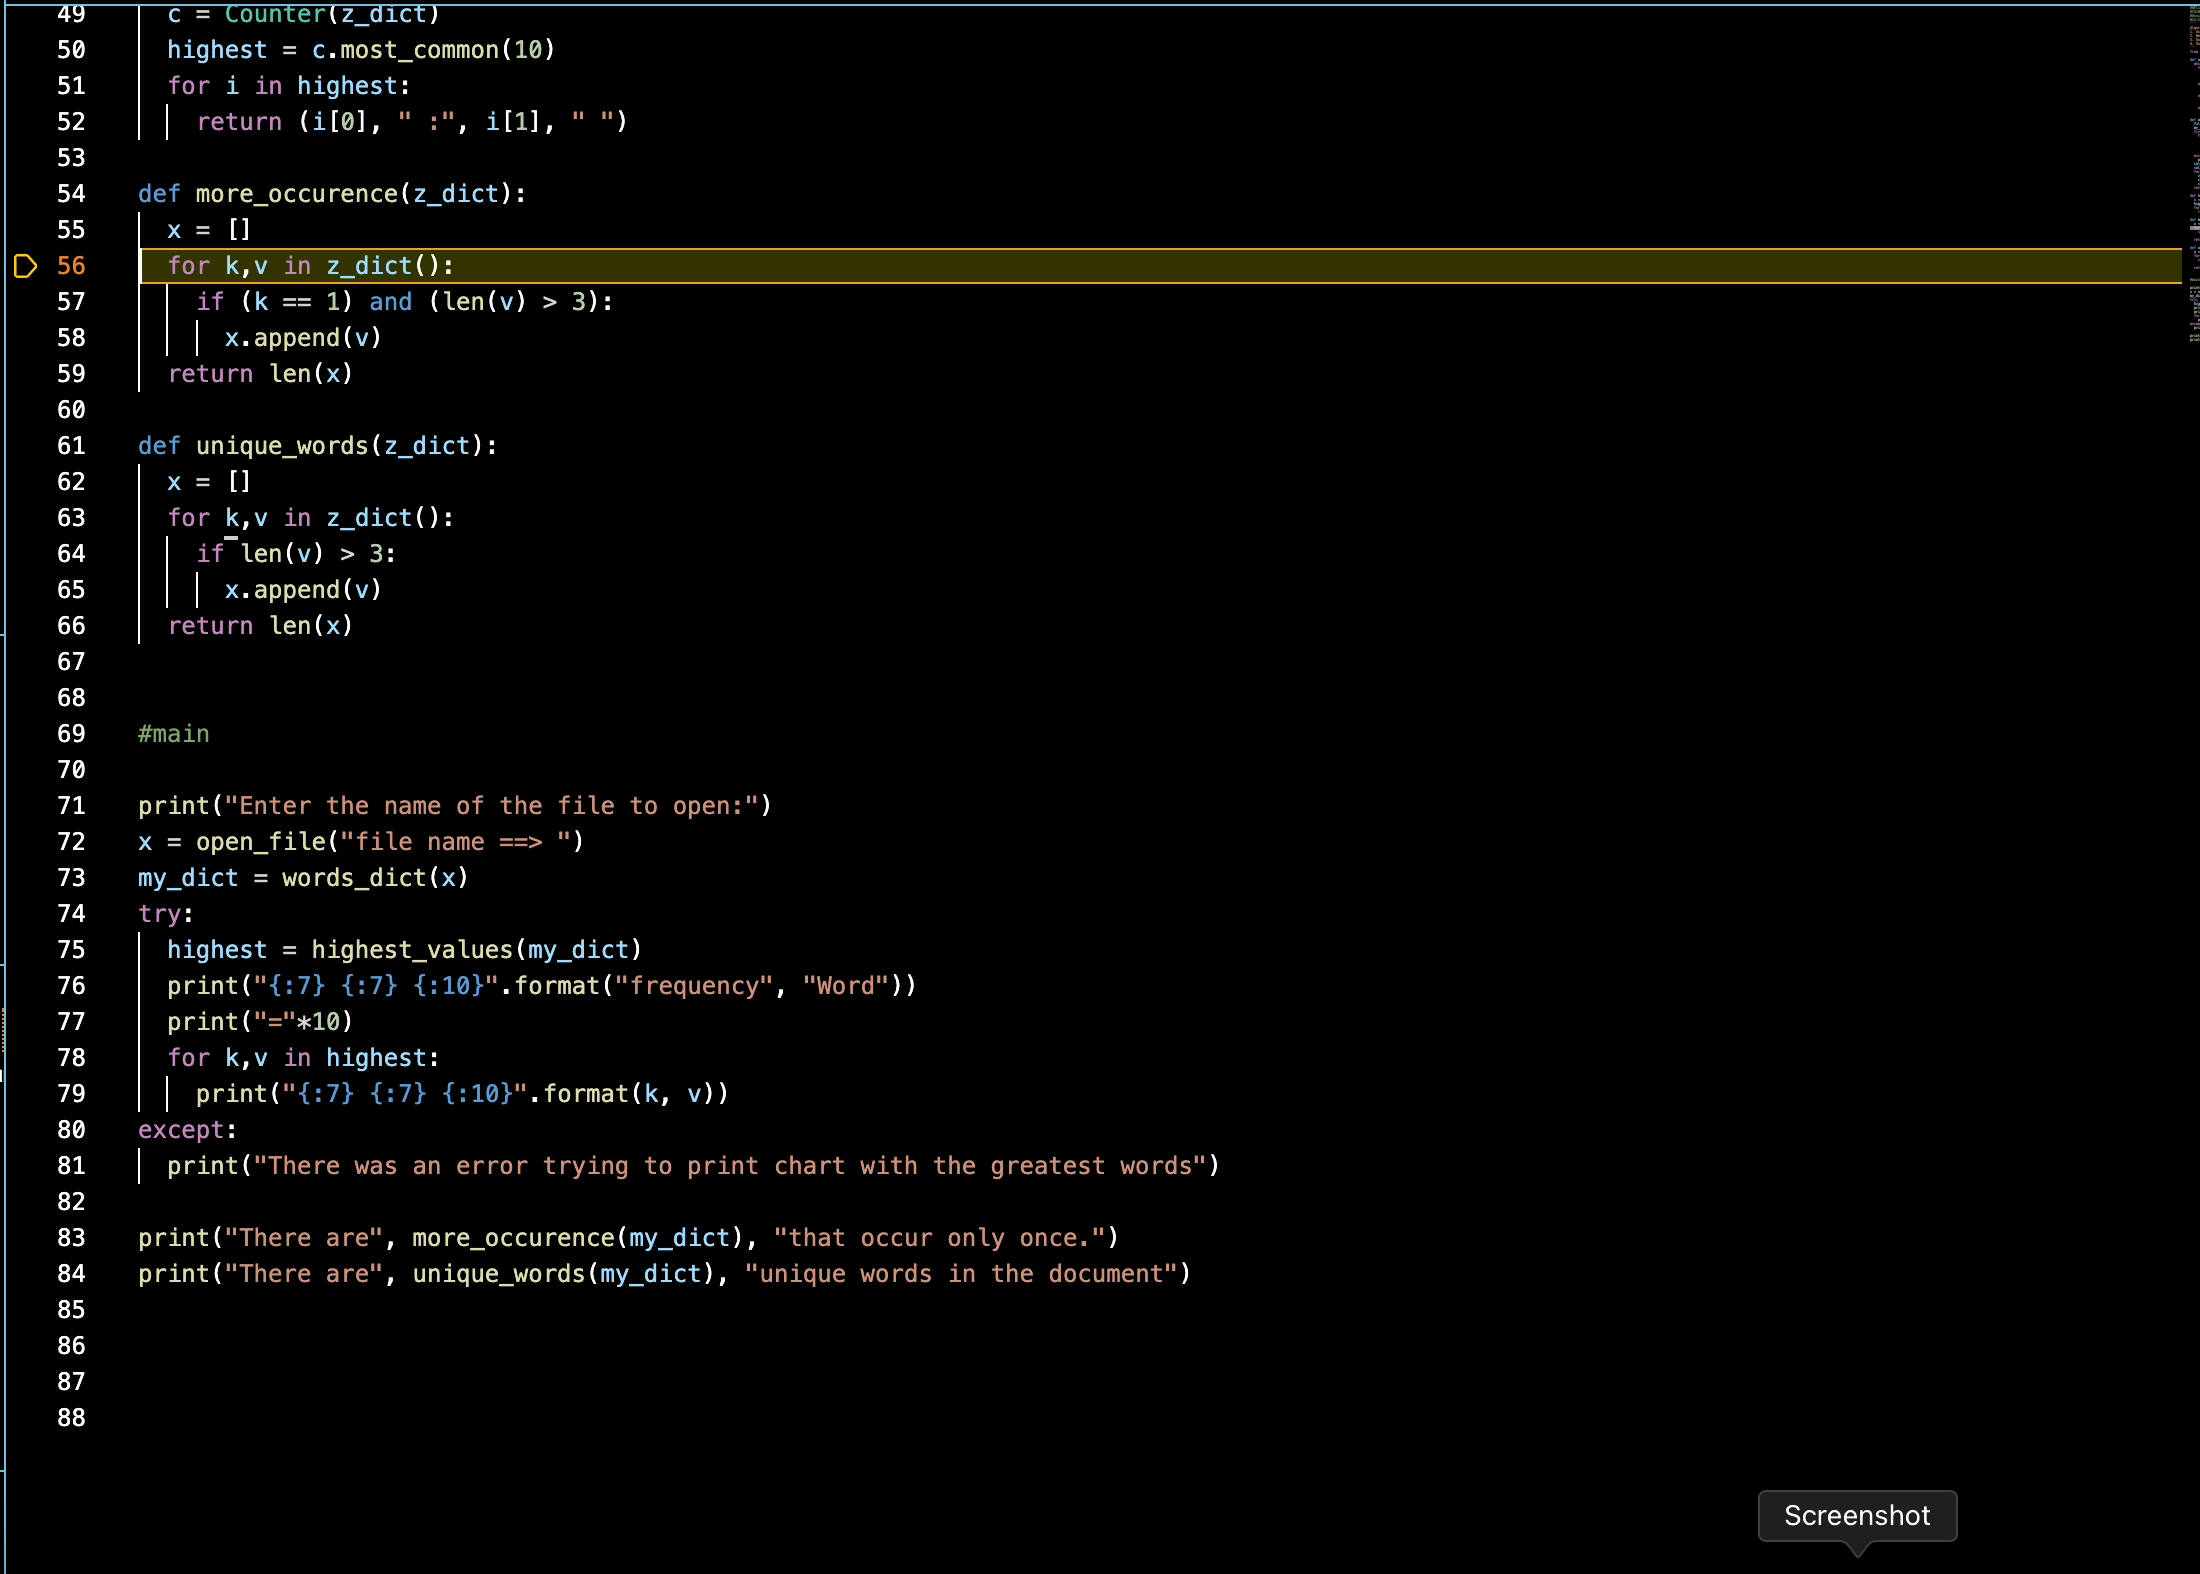 49 c = Counter(z_dict)
50 highest = c.most_common(10)
51 for i in highest:
52 return (i[0], " :", i[1], " ")
53
54 def more_occurence(z_dict):
55 x = []
56 for k,v in z_dict():
57 if (k == 1) and (len(v) > 3):
58 x.append(v)
59 return len(x)
60
61 def unique_words(z_dict):
62 x = []
63 for k,v in z_dict():
64 if len(v) > 3:
65 x.append(v)
66 return len(x)
67
68
69 #main
70
71 print("Enter the name of the file to open:")
72 x = open_file("file name ==> ")
73 my_dict = words_dict(x)
74 try:
75 highest = highest_values(my_dict)
76 print("{:7} {:7} {:10}".format("frequency", "Word"))
77 print("="*10)
78 for k,v in highest:
79 print("{:7} {:7} {:10}".format(k, v))
80 except:
81 print("There was an error trying to print chart with the greatest words")
82
83 print("There are", more_occurence(my_dict), "that occur only once.")
84 print("There are", unique_words(my_dict), "unique words in the document")
85
86
87
88
Screenshot